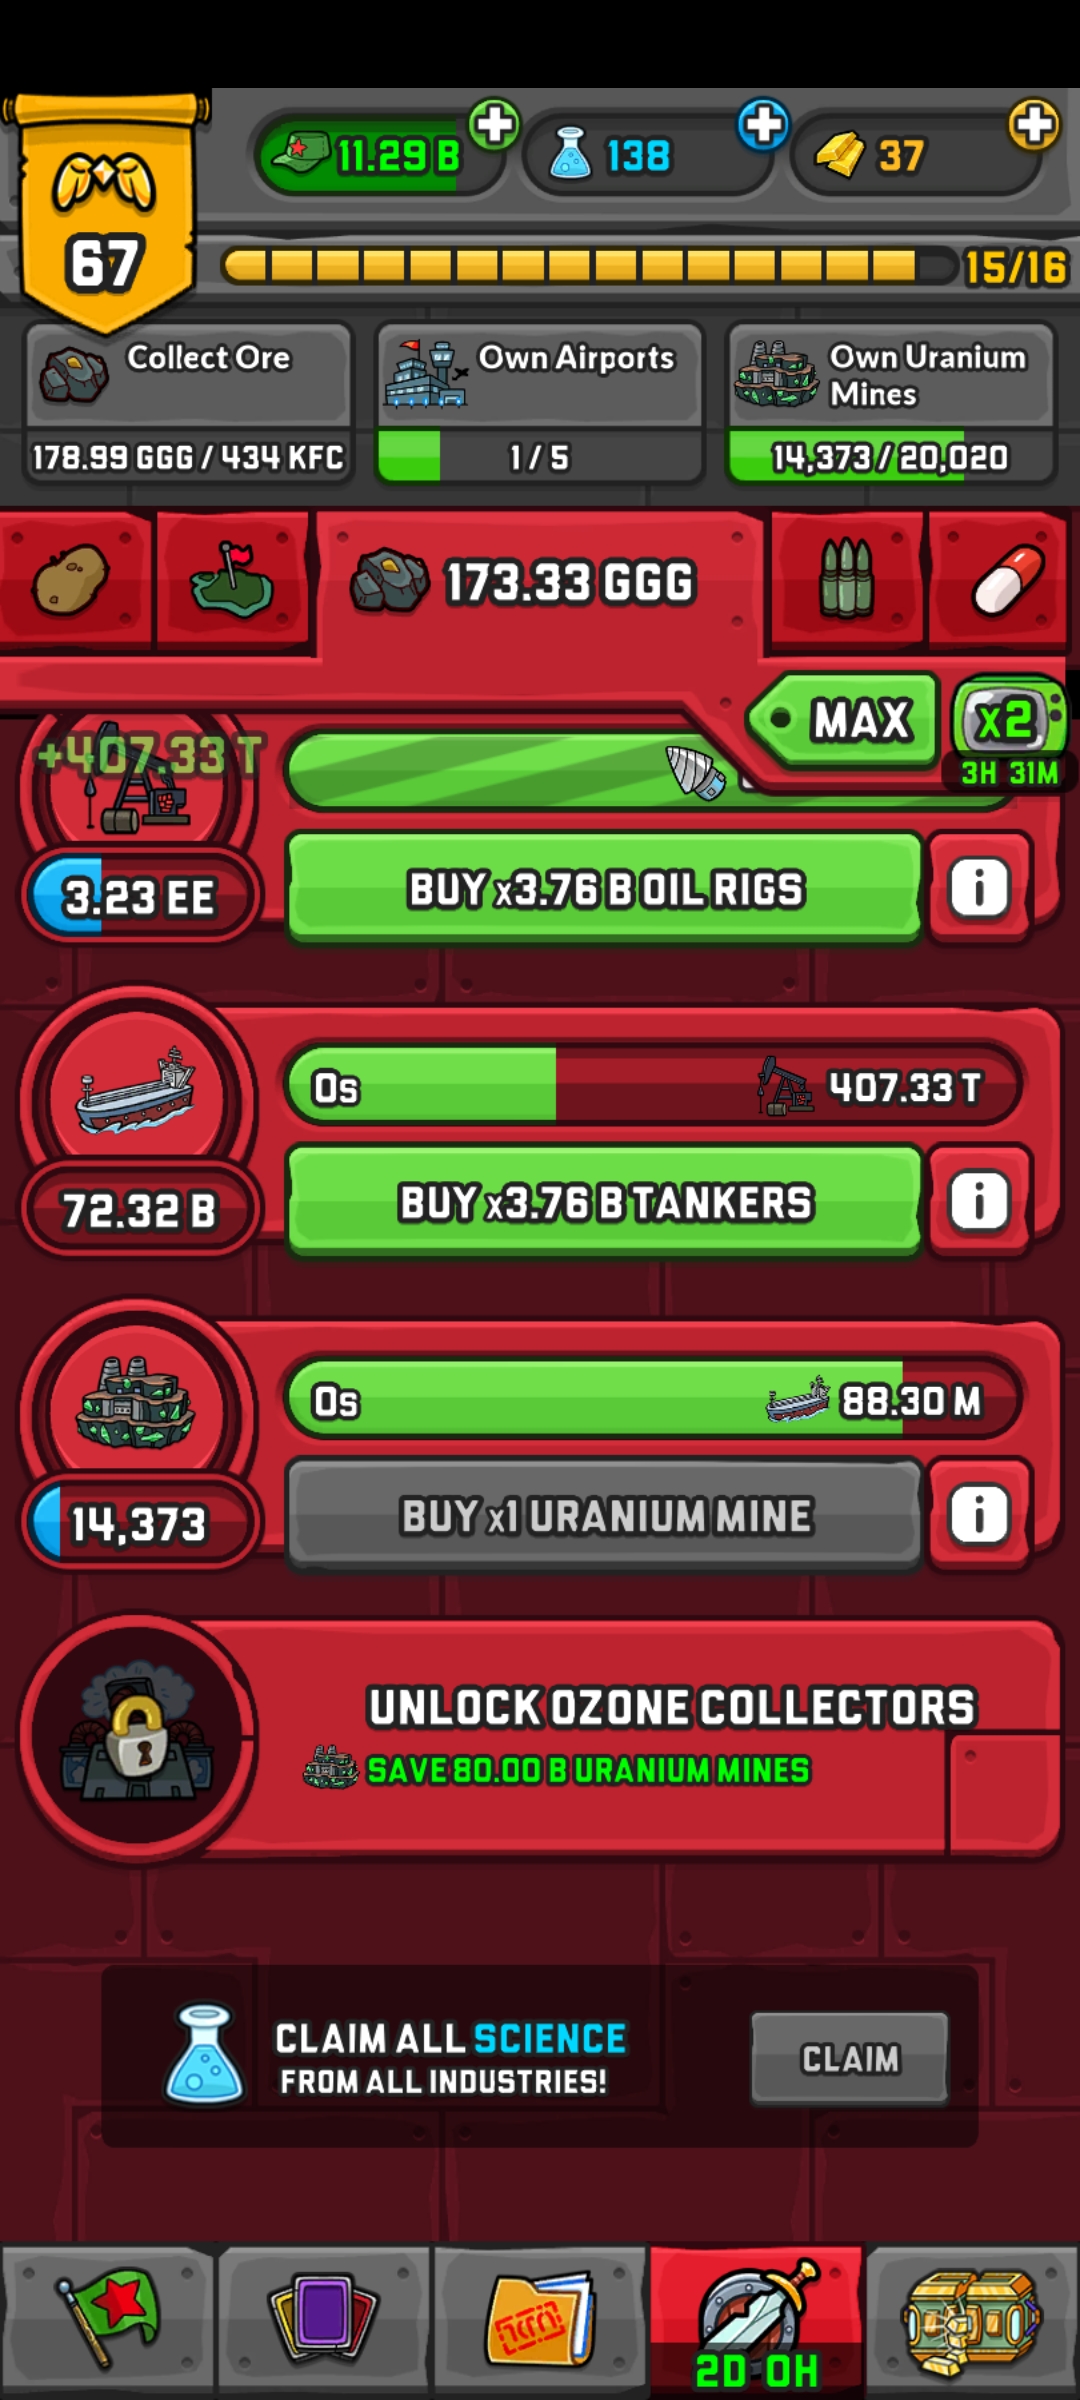 11.29 B
138
37
67
15/16
Collect Ore
178.99 GGG / 434 KFC
Own Airports
1 / 5
Own Uranium
Mines
14,373 / 20,020
173.33 GGG
MAX
x2
3H 31M
+407.33 T
3.23 EE
BUY x3.76 B OIL RIGS
i
0s
407.33 T
72.32 B
BUY x3.76 B TANKERS
i
0s
88.30 M
14,373
BUY x1 URANIUM MINE
i
UNLOCK OZONE COLLECTORS
SAVE 80.00 B URANIUM MINES
CLAIM ALL SCIENCE
FROM ALL INDUSTRIES!
CLAIM
2D 0H